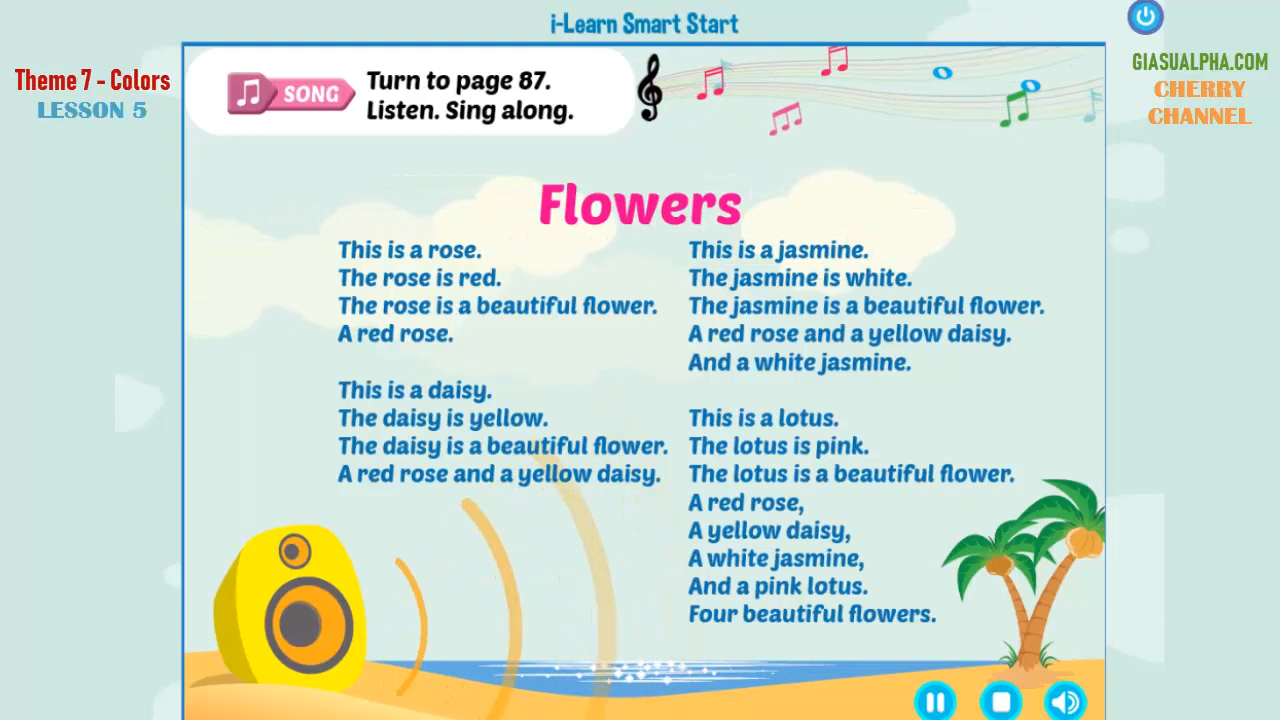 i-Learn Smart Start
Theme 7 - Colors
LESSON 5
GIASUALPHA.COM
CHERRY
CHANNEL
SONG
Turn to page 87.
Listen. Sing along.
Flowers
This is a rose.
The rose is red.
The rose is a beautiful flower.
A red rose.
This is a daisy.
The daisy is yellow.
The daisy is a beautiful flower.
A red rose and a yellow daisy.
This is a jasmine.
The jasmine is white.
The jasmine is a beautiful flower.
A red rose and a yellow daisy.
And a white jasmine.
This is a lotus.
The lotus is pink.
The lotus is a beautiful flower.
A red rose,
A yellow daisy,
A white jasmine,
And a pink lotus.
Four beautiful flowers.